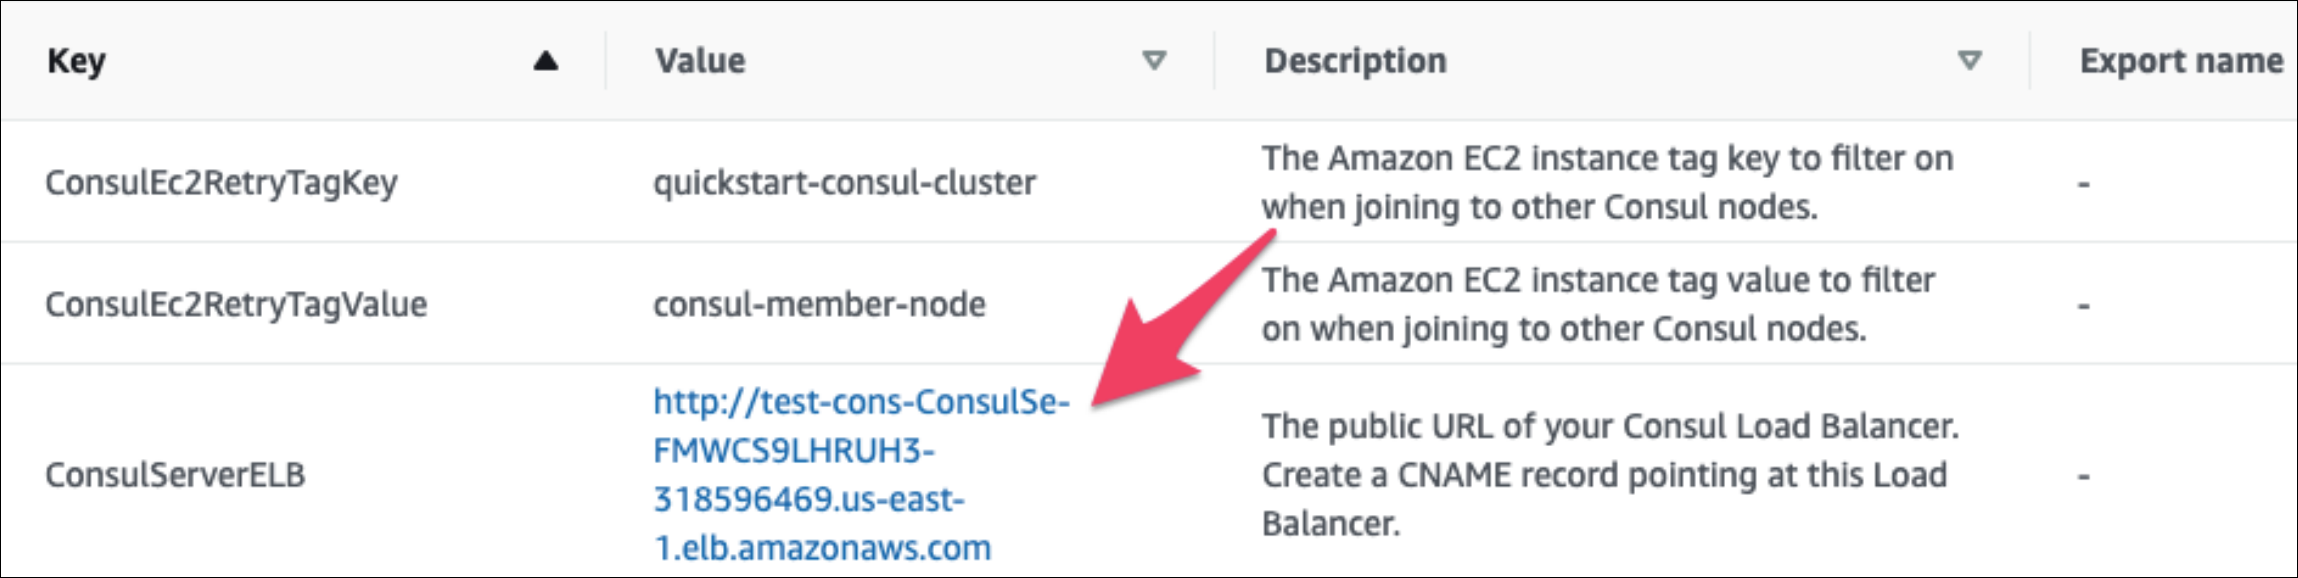 Key Value Description Export name
ConsulEc2RetryTagKey
quickstart-consul-cluster
The Amazon EC2 instance tag key to filter on
when joining to other Consul nodes.
-
ConsulEc2RetryTagValue
consul-member-node
The Amazon EC2 instance tag value to filter
on when joining to other Consul nodes.
-
ConsulServerELB
http://test-cons-ConsulSe-
FMWCS9LHRUH3-
318596469.us-east-
1.elb.amazonaws.com
The public URL of your Consul Load Balancer.
Create a CNAME record pointing at this Load
Balancer.
-